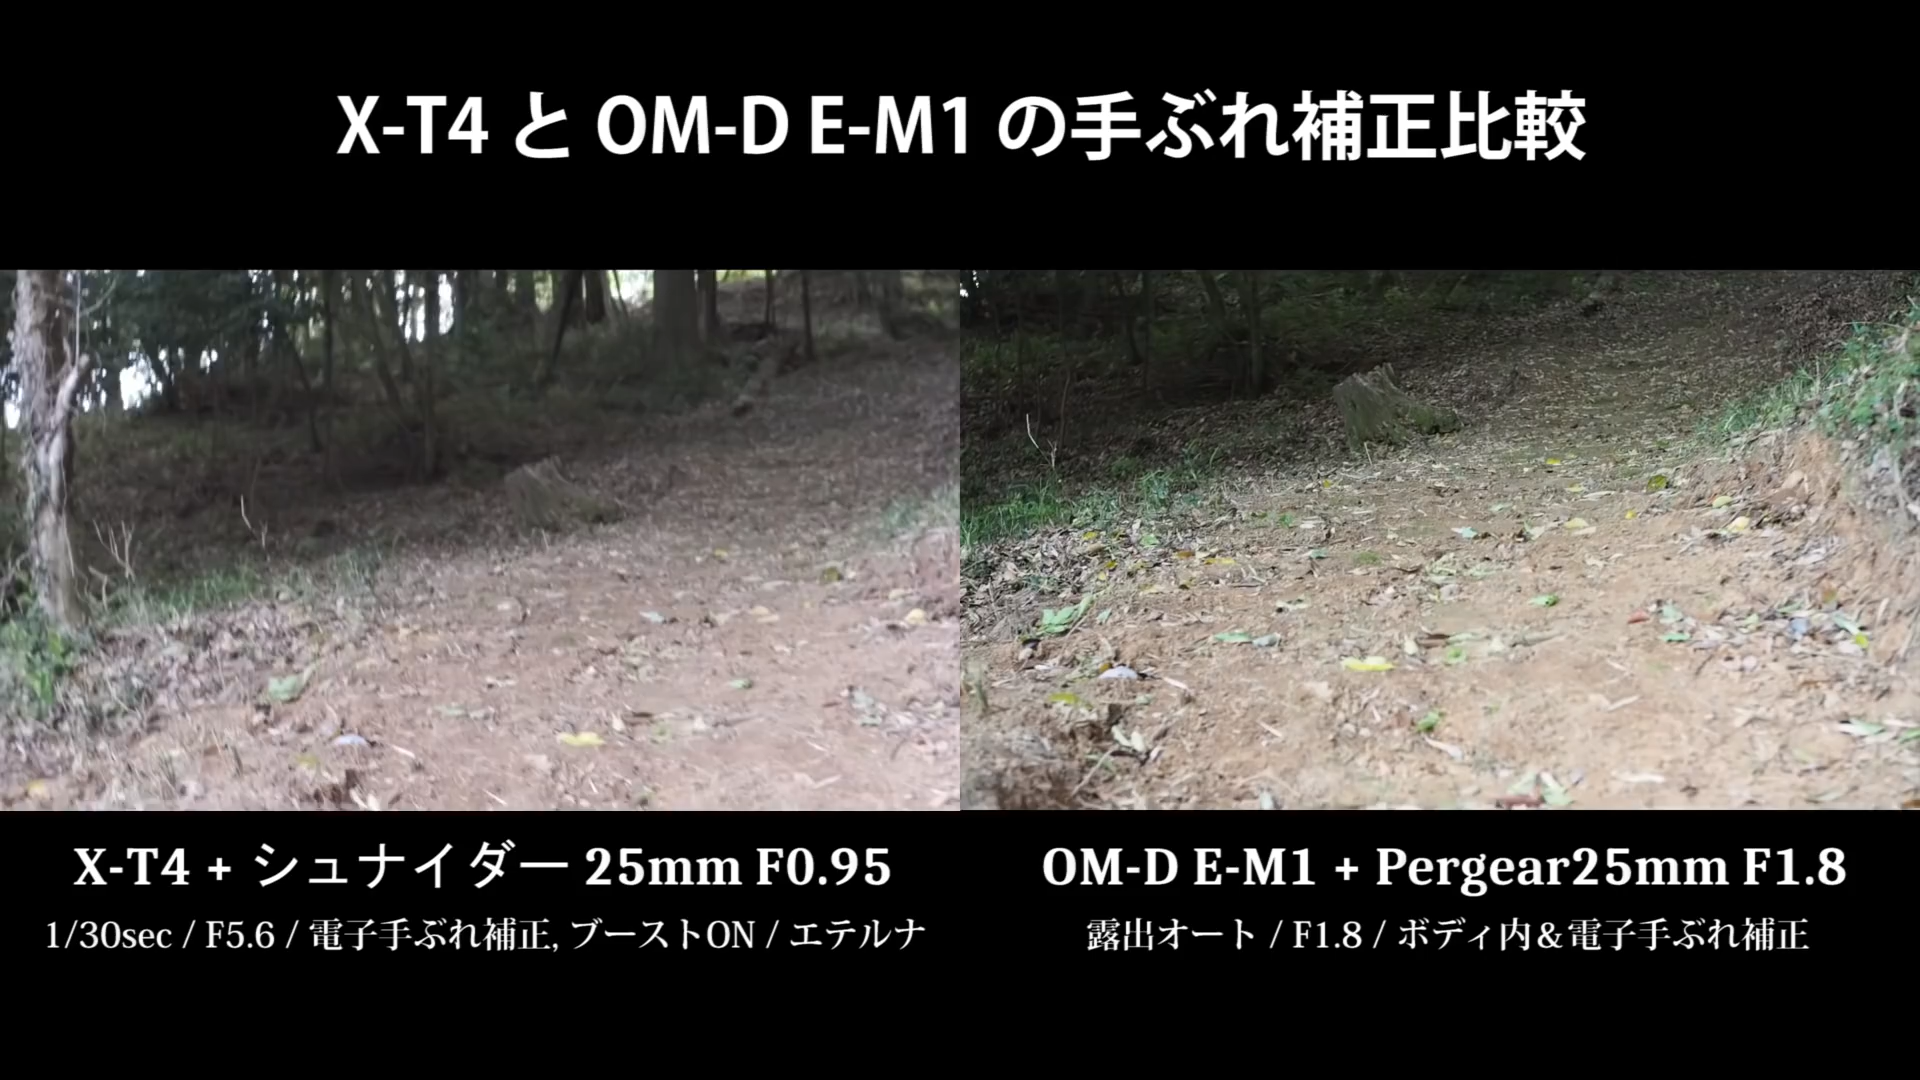 X-T4 と OM-D E-M1 の手ぶれ補正比較
X-T4 + シュナイダー 25mm F0.95
1/30sec / F5.6 / 電子手ぶれ補正, ブーストON / エテルナ
OM-D E-M1 + Pergear25mm F1.8
露出オート / F1.8 / ボディ内＆電子手ぶれ補正